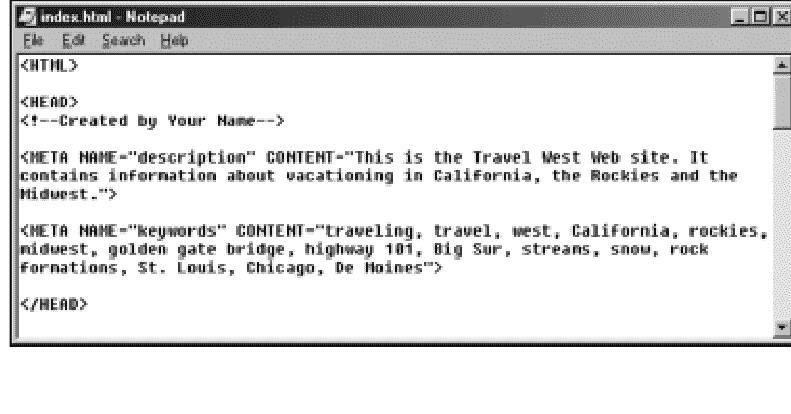 index.html - Notepad
File Edit Search Help
<HTML>
<HEAD>
<!--Created by Your Name-->
<META NAME="description" CONTENT="This is the Travel West Web site. It
contains information about vacationing in California, the Rockies and the
Midwest.">
<META NAME="keywords" CONTENT="traveling, travel, west, California, rockies,
midwest, golden gate bridge, highway 101, Big Sur, streams, snow, rock
formations, St. Louis, Chicago, De Moines">
</HEAD>